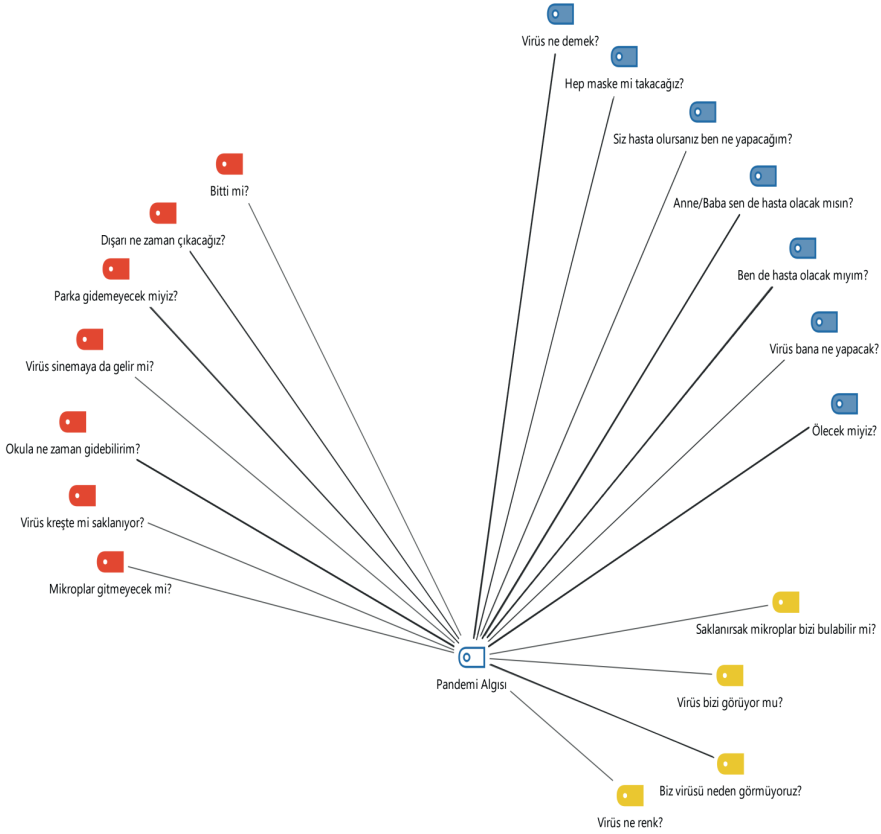 Virüs ne demek?
Hep maske mi takacağız?
Siz hasta olursanız ben ne yapacağım?
Bitti mi?
Anne/Baba sen de hasta olacak mısın?
Dışarı ne zaman çıkacağız?
Ben de hasta olacak mıyım?
Parka gidemeyecek miyiz?
Virüs bana ne yapacak?
Virüs sinemaya da gelir mi?
Ölecek miyiz?
Okula ne zaman gidebilirim?
Virüs kreşte mi saklanıyor?
Mikroplar gitmeyecek mi?
Saklanırsak mikroplar bizi bulabilir mi?
Pandemi Algısı
Virüs bizi görüyor mu?
Biz virüsü neden görmüyoruz?
Virüs ne renk?